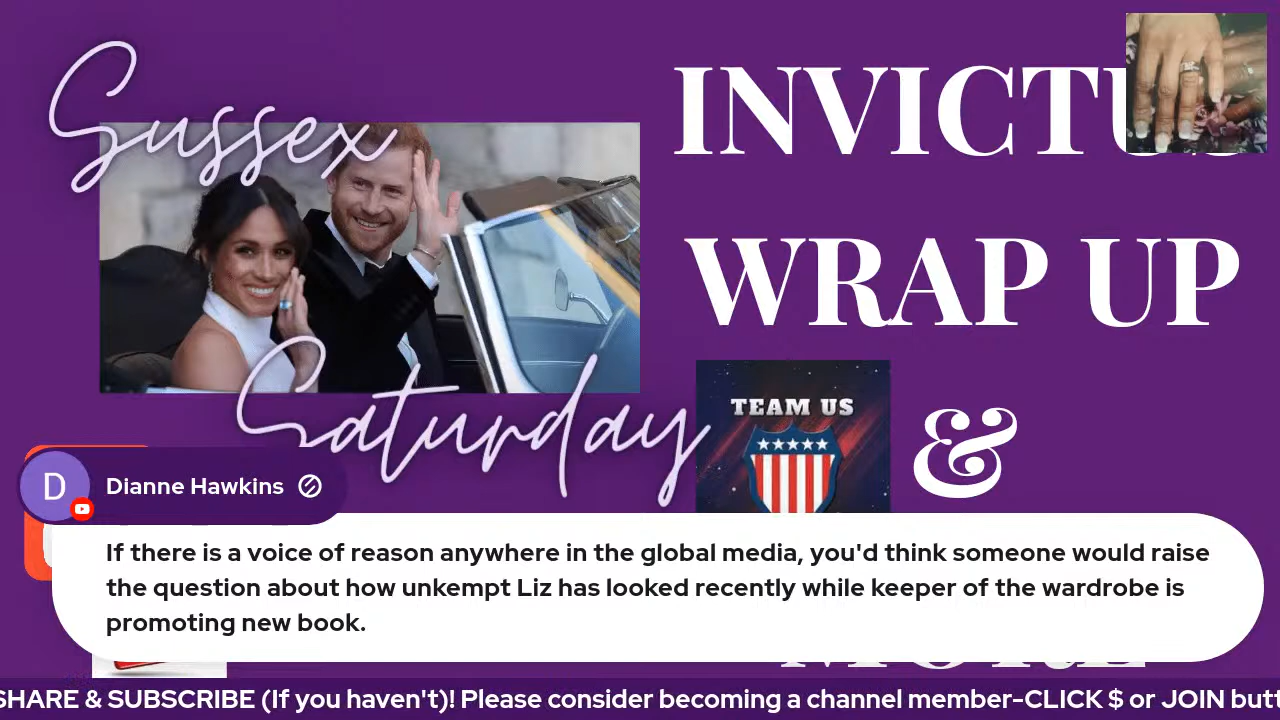 Sussex
Saturday
INVICTUS
WRAP UP
&
TEAM US
D
Dianne Hawkins
If there is a voice of reason anywhere in the global media, you'd think someone would raise
the question about how unkempt Liz has looked recently while keeper of the wardrobe is
promoting new book.
MORE
SHARE & SUBSCRIBE (If you haven't)! Please consider becoming a channel member-CLICK $ or JOIN butt